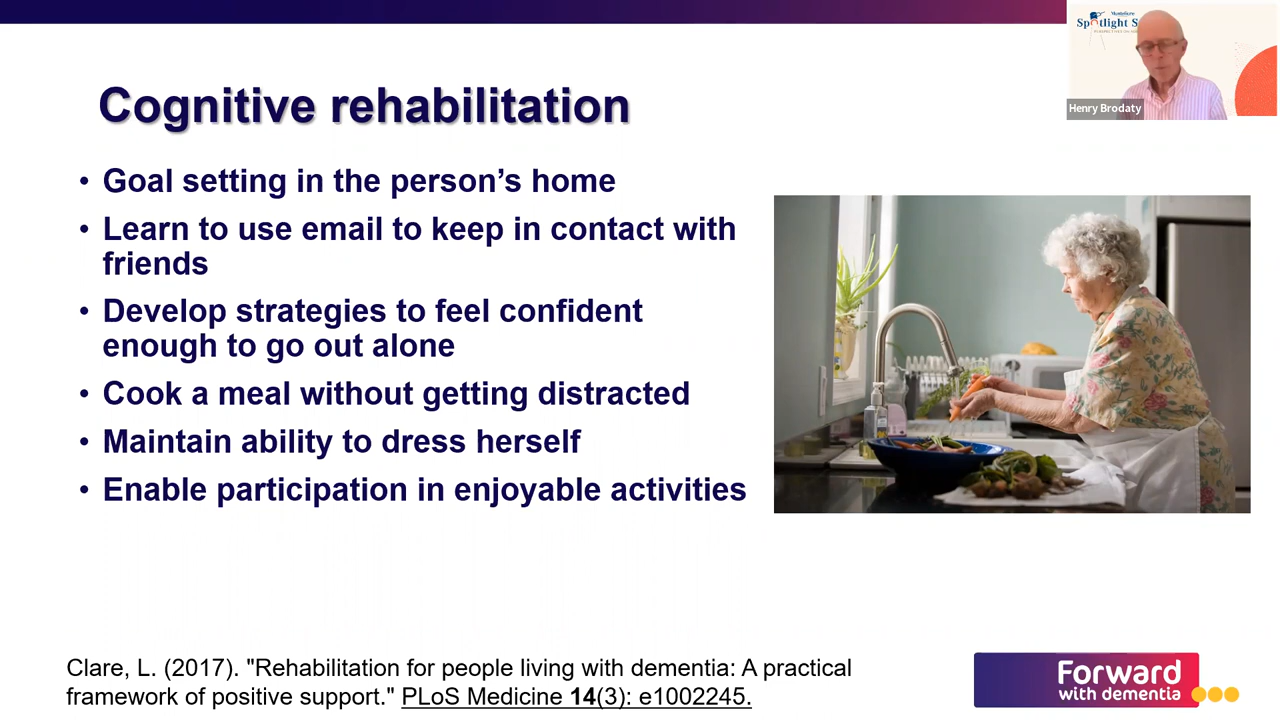 Montefiore
Spotlight S
Henry Brodaty
Cognitive rehabilitation
• Goal setting in the person’s home
• Learn to use email to keep in contact with
friends
• Develop strategies to feel confident
enough to go out alone
• Cook a meal without getting distracted
• Maintain ability to dress herself
• Enable participation in enjoyable activities
Clare, L. (2017). "Rehabilitation for people living with dementia: A practical
framework of positive support." PLoS Medicine 14(3): e1002245.
Forward
with dementia